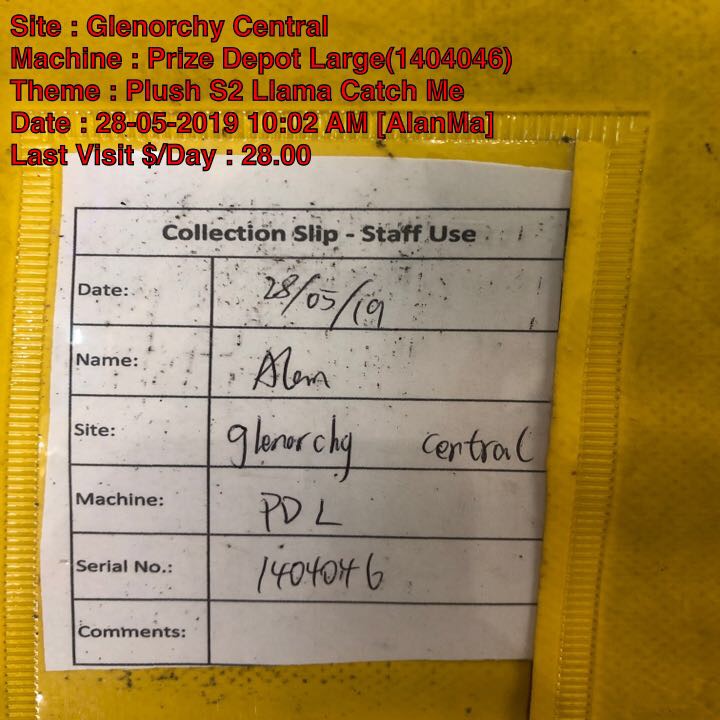 Site : Glenorchy Central
Machine : Prize Depot Large(1404046)
Theme : Plush S2 Llama Catch Me
Date : 28-05-2019 10:02 AM [AlanMa]
Last Visit $/Day : 28.00
Collection Slip - Staff Use
Date: 28/05/19
Name: Alan
Site: glenorchy central
Machine: PDL
Serial No.: 1404046
Comments: